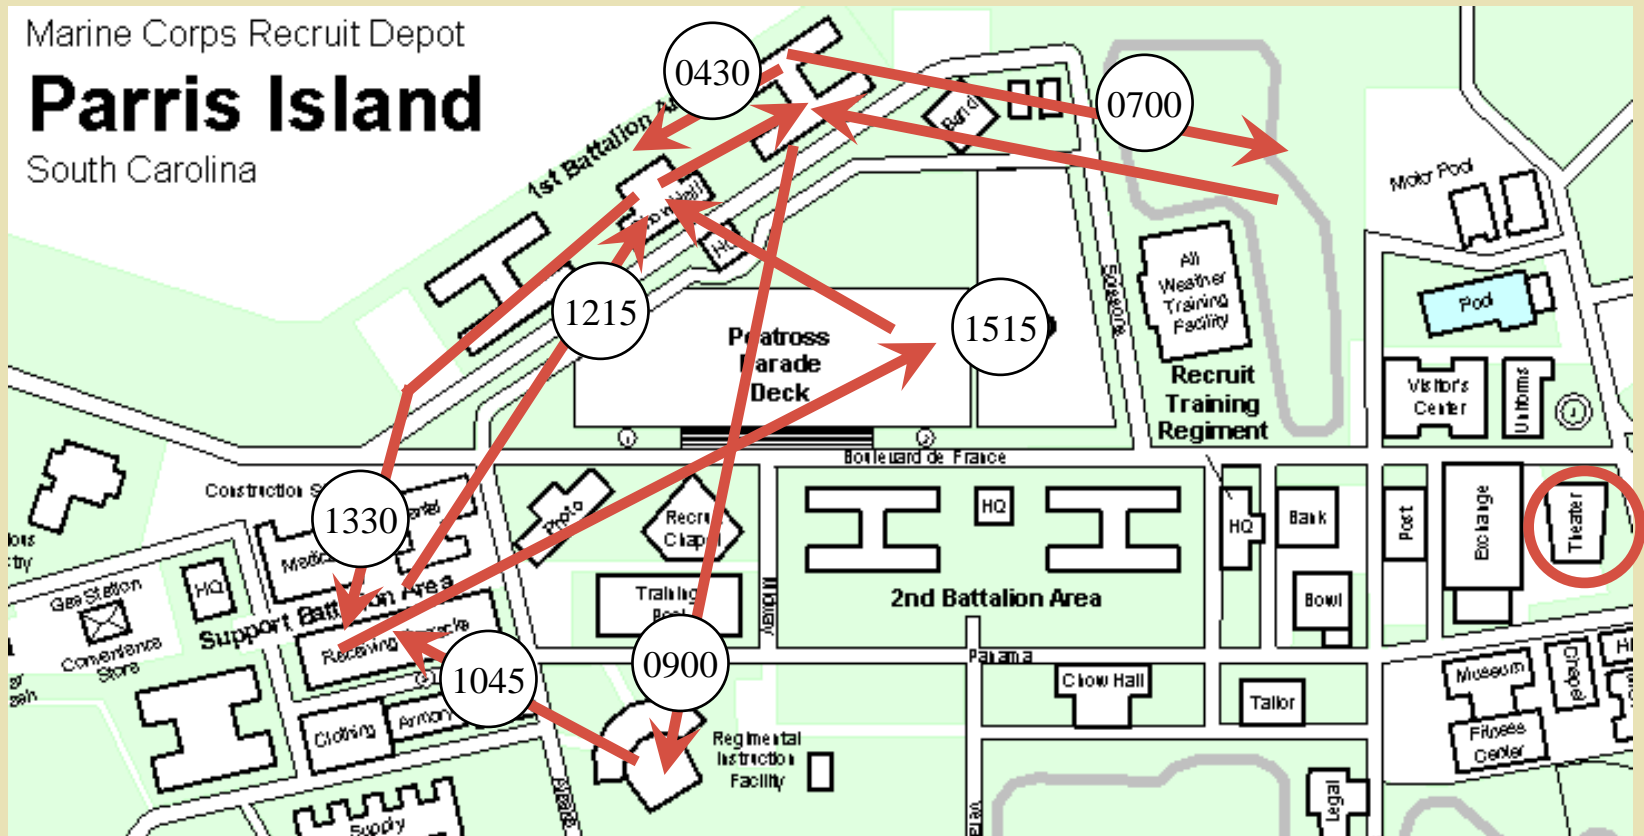 Marine Corps Recruit Depot
Parris Island
South Carolina
0430
0700
1st Battalion
Band
Motor Pool
HQ
All
Weather
Training
Facility
Pool
1215
1515
Peatross
Parade
Deck
Recruit
Training
Regiment
Visitor's
Center
Uniforms
Boulevard de France
Construction
1330
Photo
Recruit
Chapel
HQ
HQ
Bank
Post
Exchange
Theater
HQ
Gas Station
Convenience
Store
Support Battalion Area
Training
2nd Battalion Area
Bowl
Receiving
1045
0900
Panama
Chow Hall
Tailor
Museum
Fitness
Center
Clothing
Armory
Regimental
Instruction
Facility
Legal
Supply